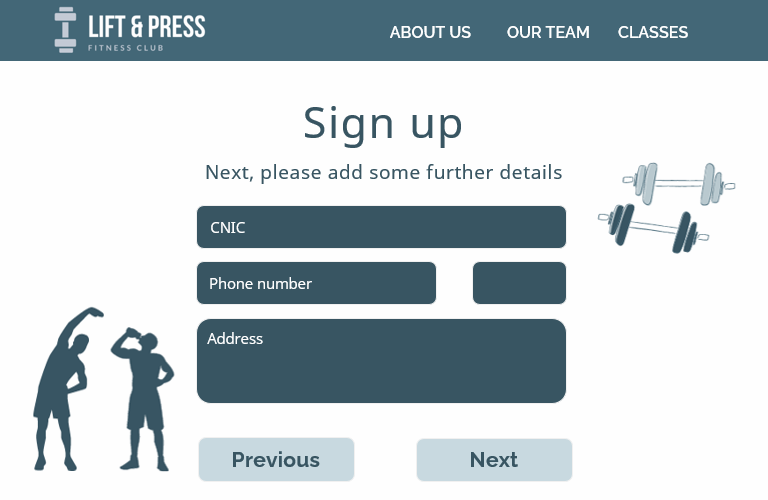 LIFT & PRESS
FITNESS CLUB
ABOUT US OUR TEAM CLASSES
Sign up
Next, please add some further details
CNIC
Phone number
Address
Previous Next